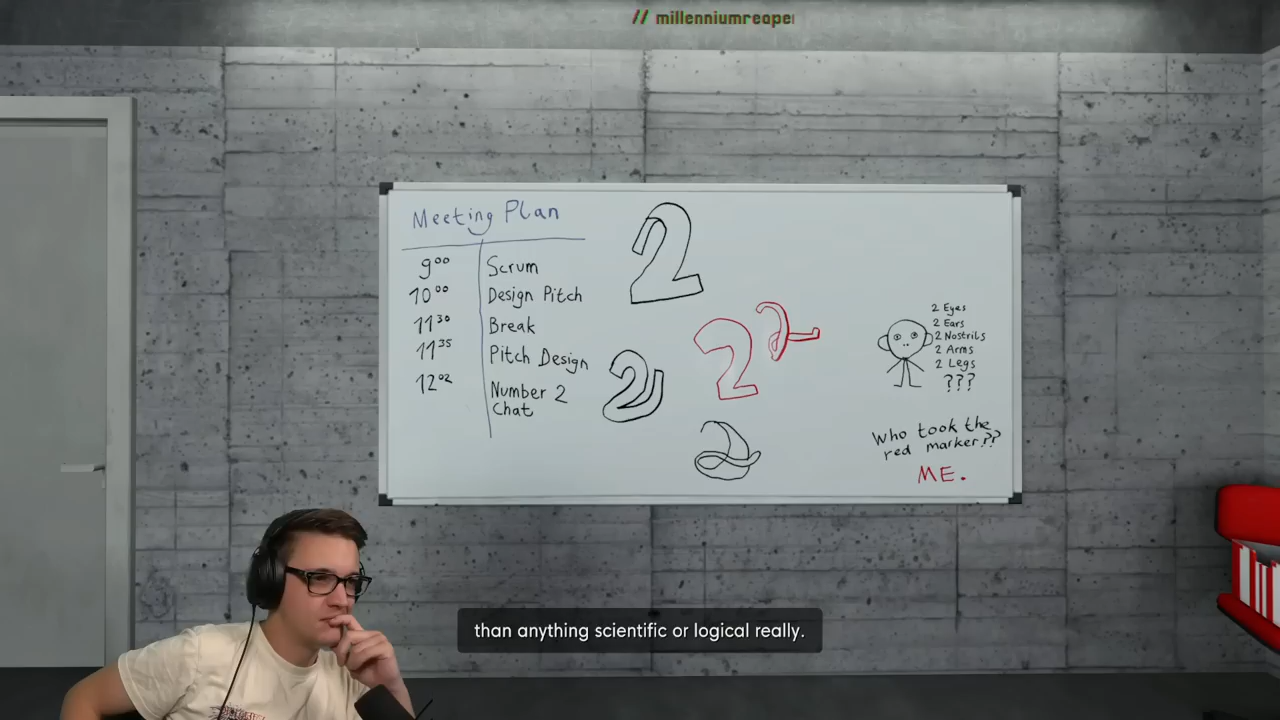 // millenniumreape
Meeting Plan
9⁰⁰ Scrum
10⁰⁰ Design Pitch
11³⁰ Break
11³⁵ Pitch Design
12⁰² Number 2
Chat
2
2
2
2
2
2 Eyes
2 Ears
2 Nostrils
2 Arms
2 Legs
???
Who took the
red marker??
ME.
than anything scientific or logical really.